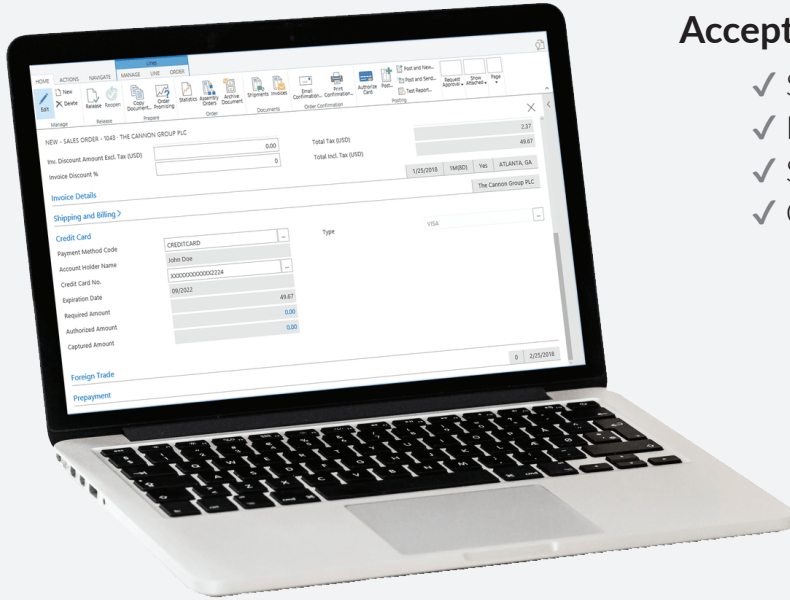 Accept
S
C
Lines
HOME ACTIONS NAVIGATE MANAGE LINE ORDER
Edit
New
Delete
Release Reopen
Copy Document...
Order Promising
Statistics
Assembly Orders
Archive Document
Shipments Invoices
Email Confirmation...
Print Confirmation...
Authorize Card
Post...
Post and New...
Post and Send...
Test Report...
Request Approval
Show Attached
Page
Manage Release Prepare Order Documents Order Confirmation Posting
NEW - SALES ORDER - 1043 · THE CANNON GROUP PLC
Inv. Discount Amount Excl. Tax (USD) 0.00 Total Tax (USD) 2.37
Invoice Discount % 0 Total Incl. Tax (USD) 49.67
Invoice Details 1/25/2018 1M(8D) Yes ATLANTA, GA
Shipping and Billing > The Cannon Group PLC
Credit Card
Payment Method Code CREDITCARD ... Type VISA ...
Account Holder Name John Doe
Credit Card No. XXXXXXXXXXXX2224 ...
Expiration Date 09/2022
Required Amount 49.67
Authorized Amount 0.00
Captured Amount 0.00
Foreign Trade 0 2/25/2018
Prepayment